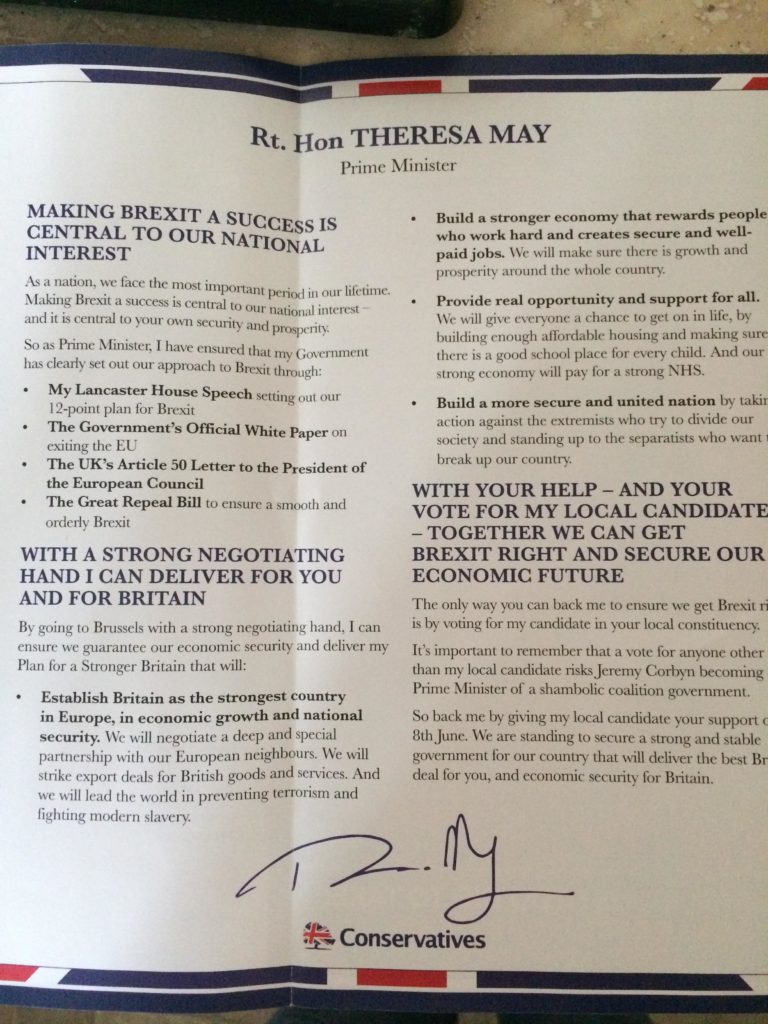 Rt. Hon THERESA MAY
Prime Minister
MAKING BREXIT A SUCCESS IS
CENTRAL TO OUR NATIONAL
INTEREST
As a nation, we face the most important period in our lifetime.
Making Brexit a success is central to our national interest –
and it is central to your own security and prosperity.
So as Prime Minister, I have ensured that my Government
has clearly set out our approach to Brexit through:
• My Lancaster House Speech setting out our
12-point plan for Brexit
• The Government's Official White Paper on
exiting the EU
• The UK's Article 50 Letter to the President of
the European Council
• The Great Repeal Bill to ensure a smooth and
orderly Brexit
WITH A STRONG NEGOTIATING
HAND I CAN DELIVER FOR YOU
AND FOR BRITAIN
By going to Brussels with a strong negotiating hand, I can
ensure we guarantee our economic security and deliver my
Plan for a Stronger Britain that will:
• Establish Britain as the strongest country
in Europe, in economic growth and national
security. We will negotiate a deep and special
partnership with our European neighbours. We will
strike export deals for British goods and services. And
we will lead the world in preventing terrorism and
fighting modern slavery.
• Build a stronger economy that rewards people
who work hard and creates secure and well-
paid jobs. We will make sure there is growth and
prosperity around the whole country.
• Provide real opportunity and support for all.
We will give everyone a chance to get on in life, by
building enough affordable housing and making sure
there is a good school place for every child. And our
strong economy will pay for a strong NHS.
• Build a more secure and united nation by
action against the extremists who try to divide our
society and standing up to the separatists who want
break up our country.
WITH YOUR HELP – AND YOUR
VOTE FOR MY LOCAL CANDIDATE
– TOGETHER WE CAN GET
BREXIT RIGHT AND SECURE OUR
ECONOMIC FUTURE
The only way you can back me to ensure we get Brexit
is by voting for my candidate in your local constituency.
It's important to remember that a vote for anyone other
than my local candidate risks Jeremy Corbyn becoming
Prime Minister of a shambolic coalition government.
So back me by giving my local candidate your support
8th June. We are standing to secure a strong and stable
government for our country that will deliver the best
deal for you, and economic security for Britain.
Conservatives